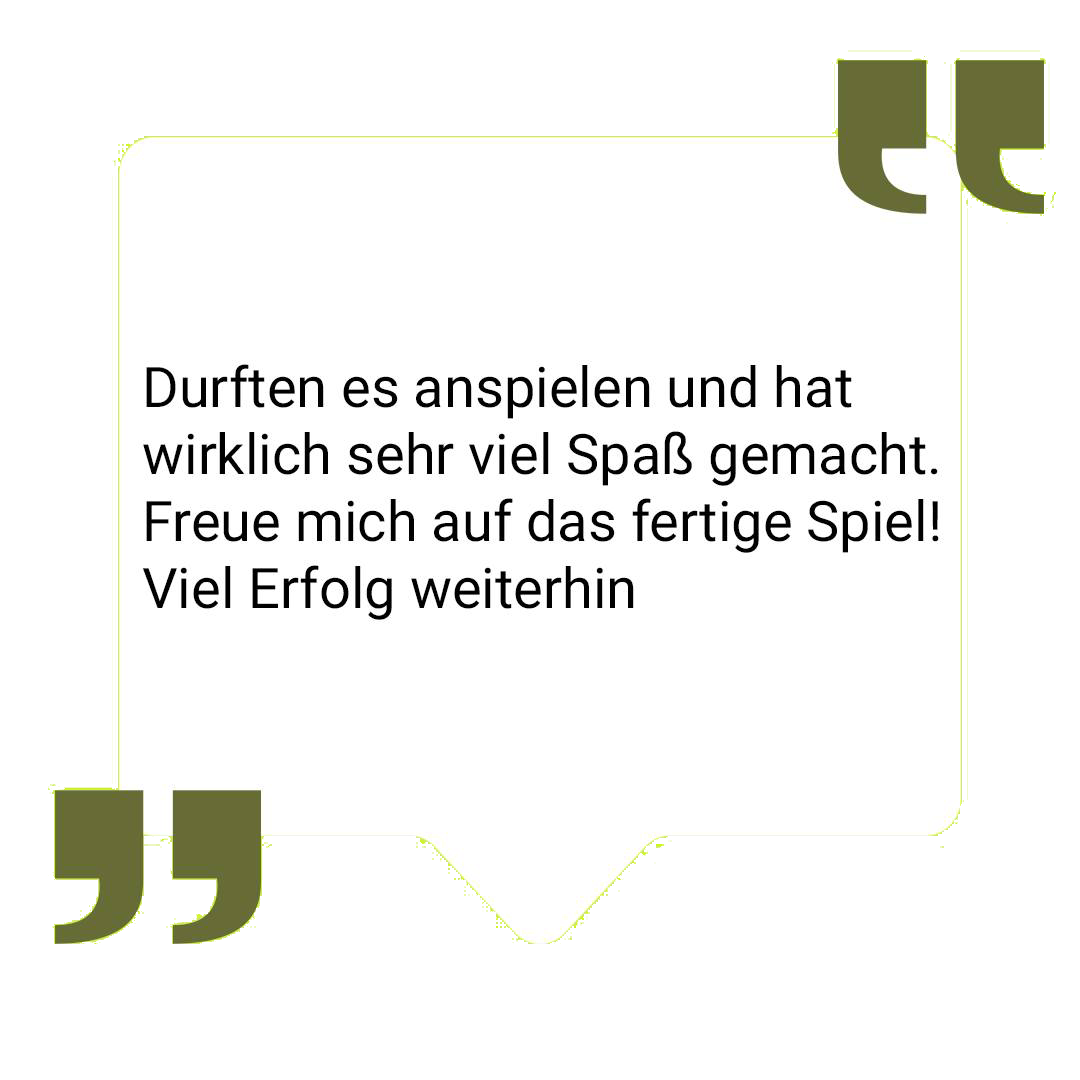 Durften es anspielen und hat
wirklich sehr viel Spaß gemacht.
Freue mich auf das fertige Spiel!
Viel Erfolg weiterhin